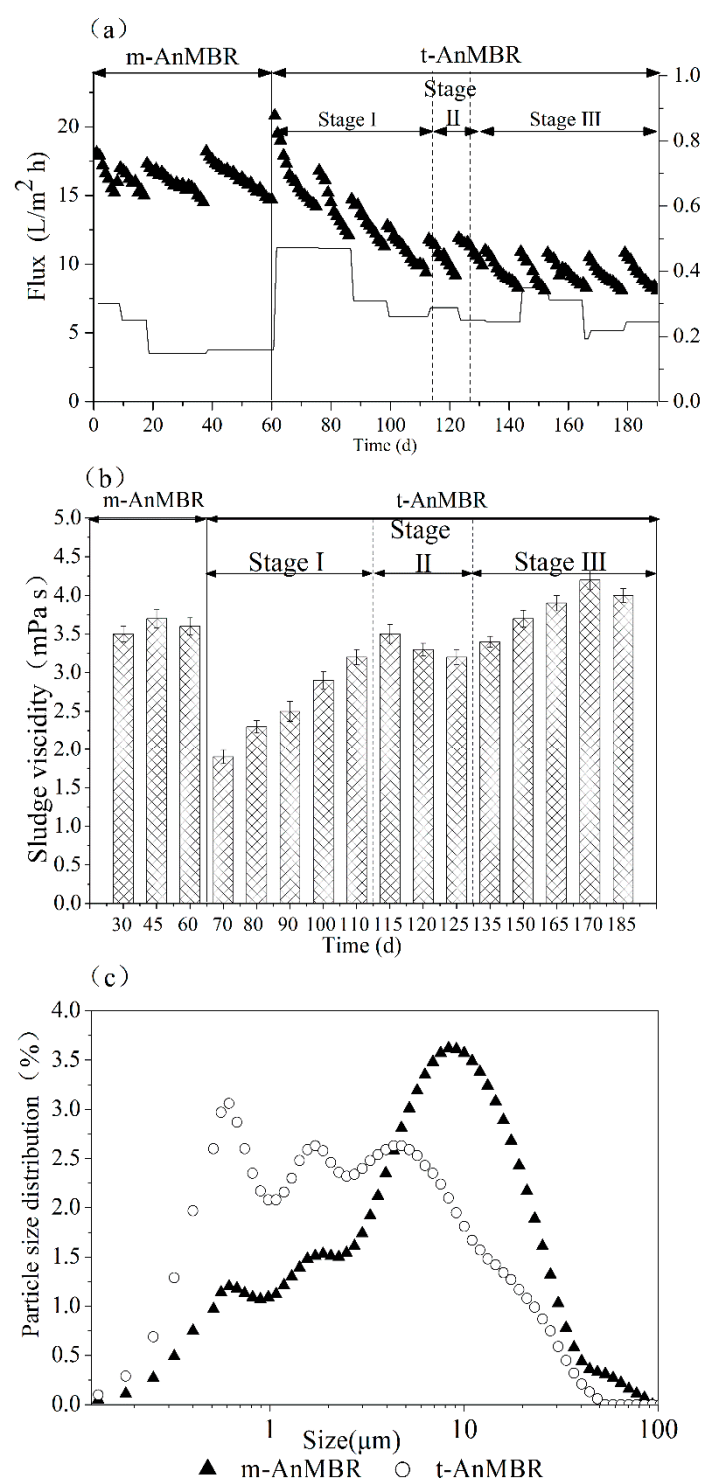 (a)
m-AnMBR
t-AnMBR
Stage
Stage I
II
Stage III
Flux (L/m² h)
0
5
10
15
20
0.0
0.2
0.4
0.6
0.8
1.0
0
20
40
60
80
100
120
140
160
180
Time (d)
(b)
m-AnMBR
t-AnMBR
Stage
Stage I
II
Stage III
Sludge viscidity (mPa s)
5.0
4.5
4.0
3.5
3.0
2.5
2.0
1.5
1.0
0.5
0.0
30 45 60 70 80 90 100 110 115 120 125 135 150 165 170 185
Time (d)
(c)
Particle size distribution (%)
4.0
3.5
3.0
2.5
2.0
1.5
1.0
0.5
0.0
1
10
100
Size(μm)
m-AnMBR
t-AnMBR